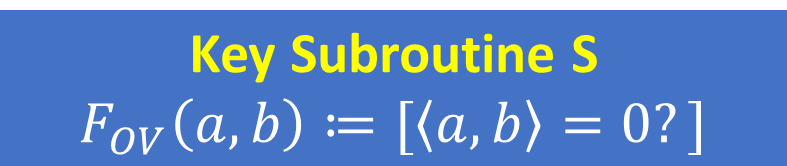 Key Subroutine S
F_{OV}(a, b) ≔ [⟨a, b⟩ = 0? ]